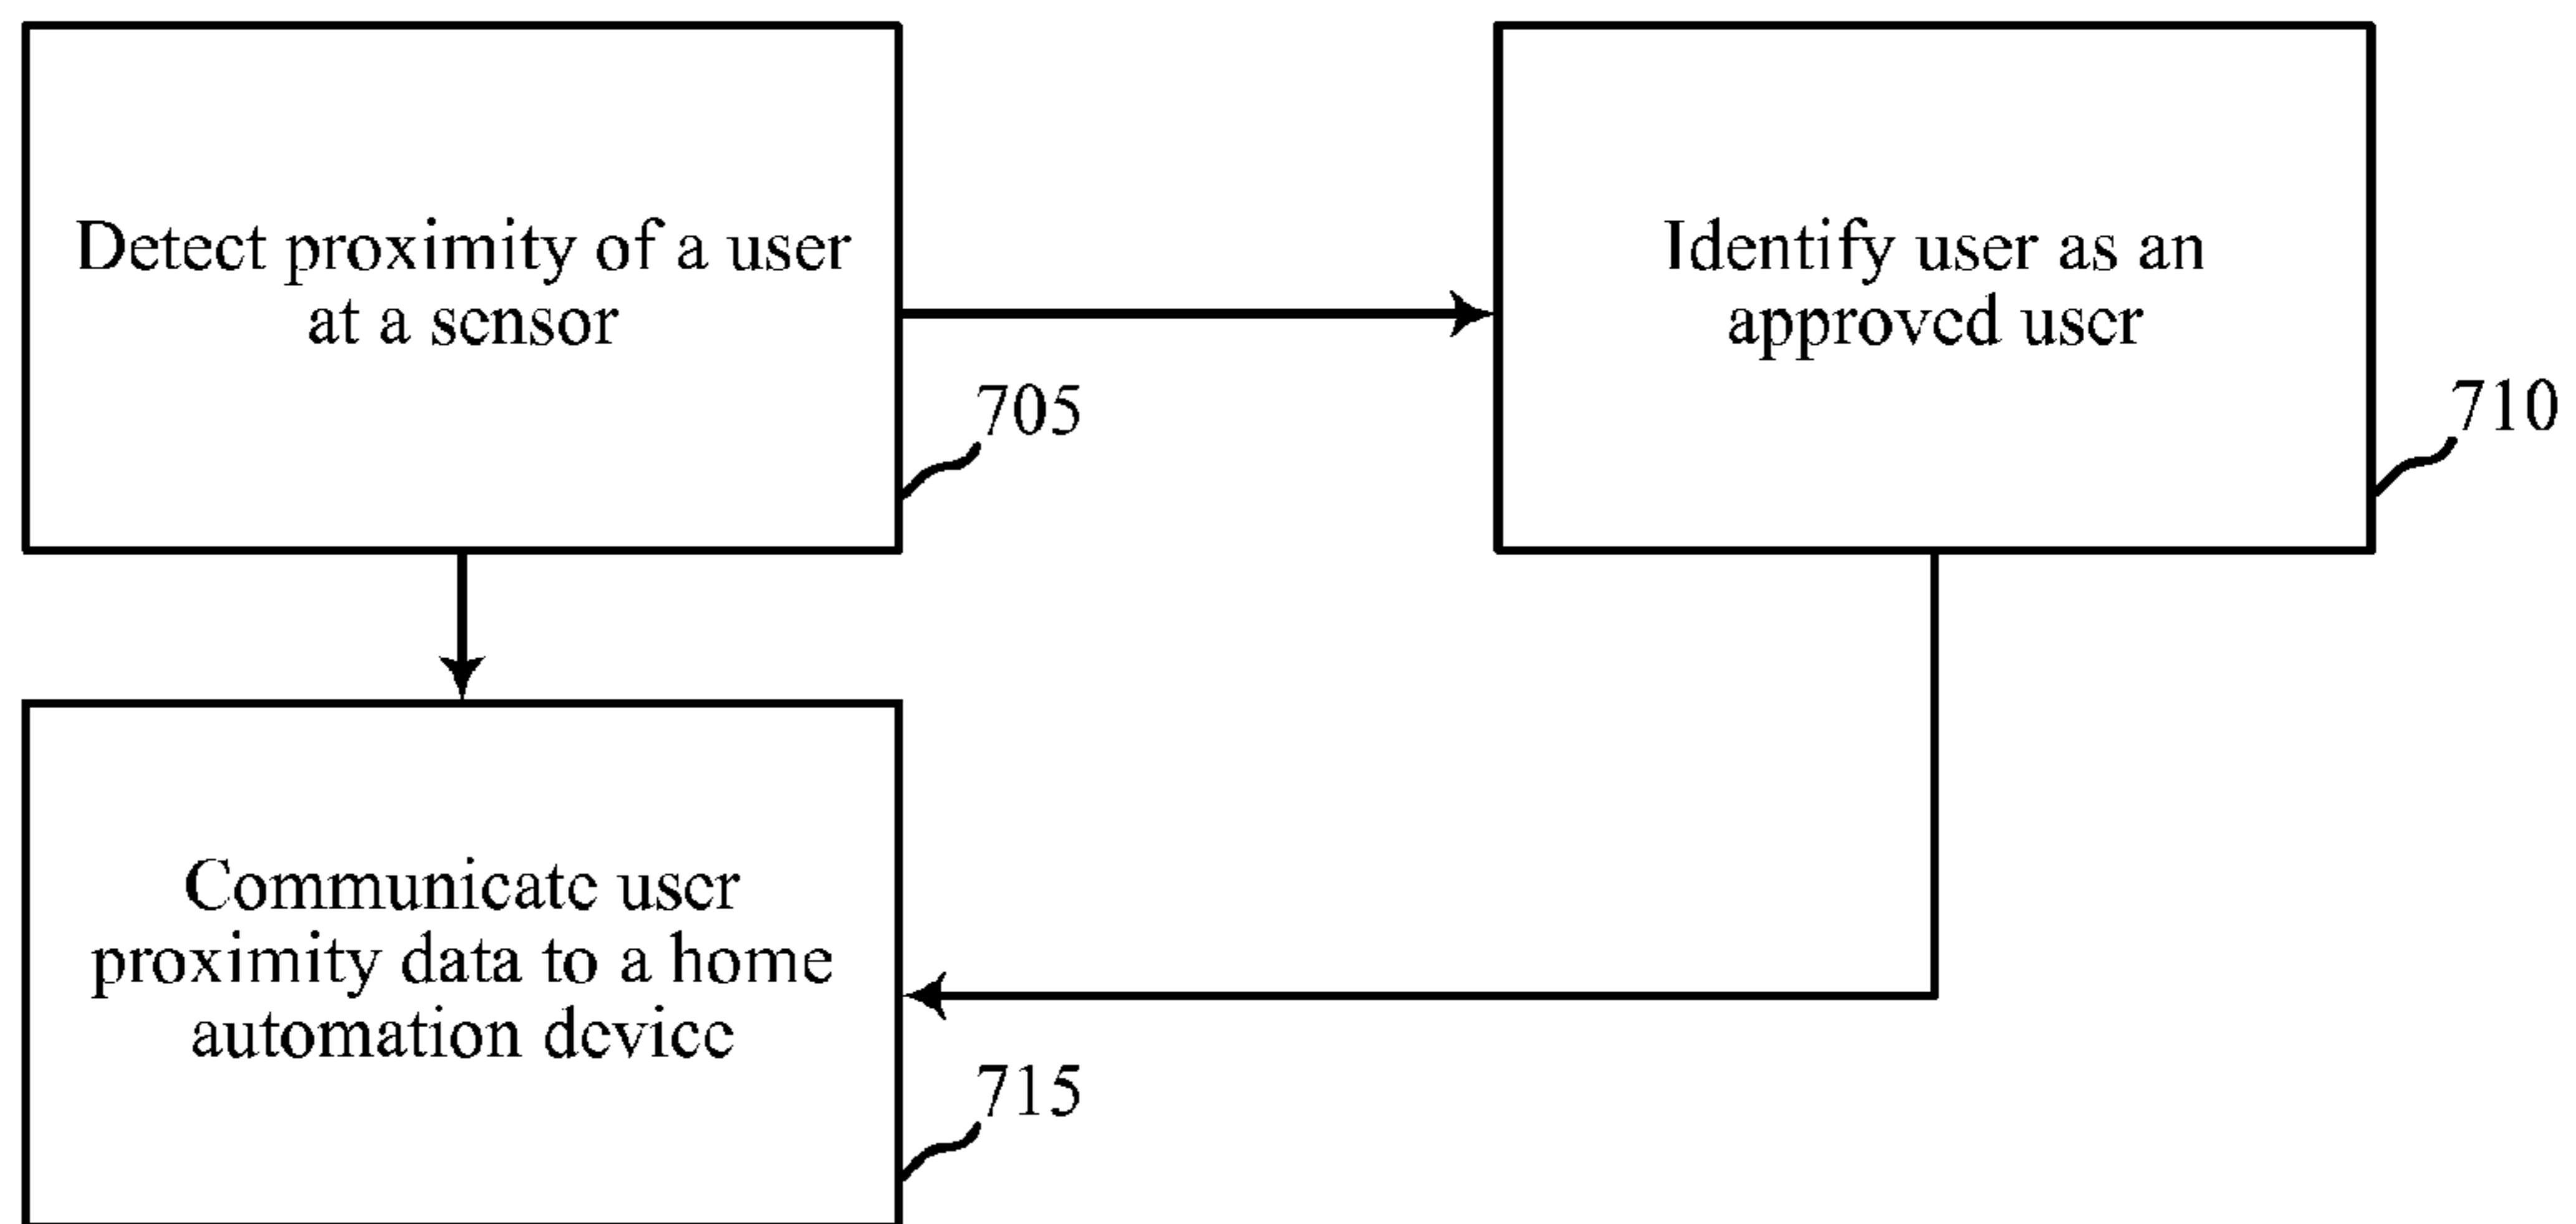 Detect proximity of a user
at a sensor
705
Identify user as an
approved user
710
Communicate user
proximity data to a home
automation device
715